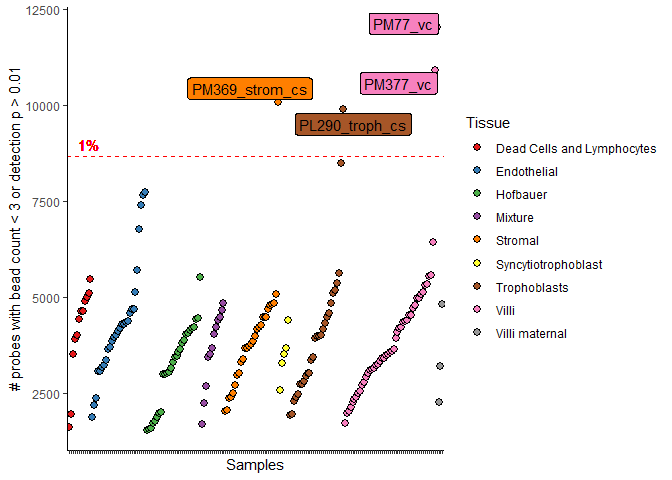 # probes with bead count < 3 or detection p > 0.01
12500
10000
7500
5000
2500
1%
PM77_vc
PM377_vc
PM369_strom_cs
PL290_troph_cs
Samples
Tissue
Dead Cells and Lymphocytes
Endothelial
Hofbauer
Mixture
Stromal
Syncytiotrophoblast
Trophoblasts
Villi
Villi maternal